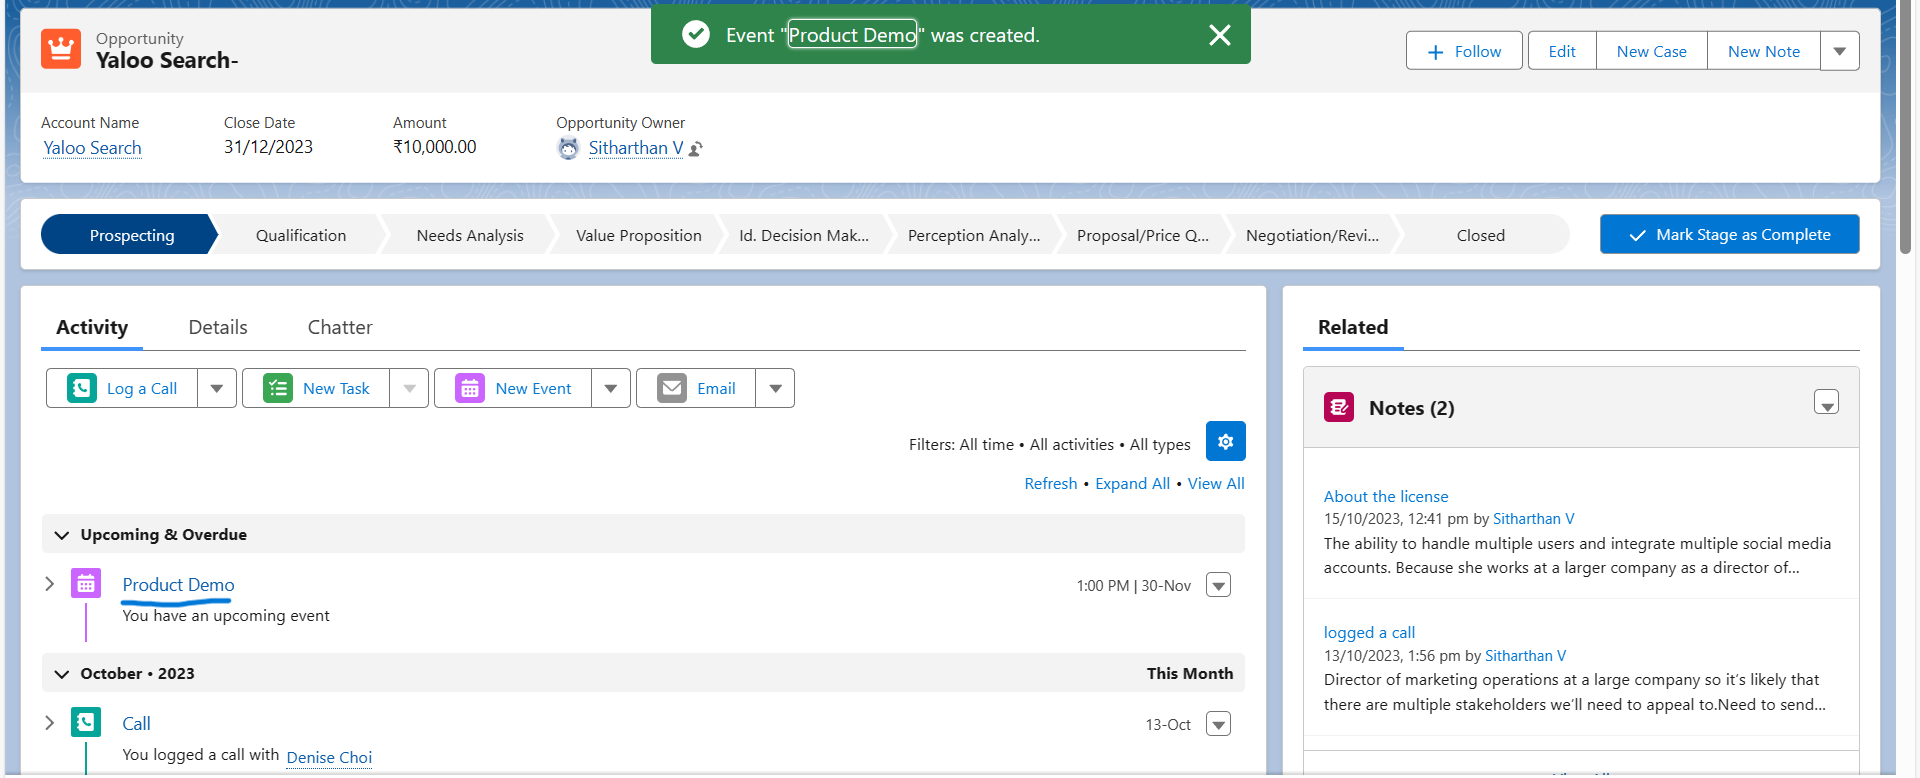 Event "Product Demo" was created.
Opportunity
Yaloo Search-
Follow
Edit
New Case
New Note
Account Name
Close Date
Amount
Opportunity Owner
Yaloo Search
31/12/2023
₹10,000.00
Sitharthan V
Prospecting
Qualification
Needs Analysis
Value Proposition
Id. Decision Mak...
Perception Analy...
Proposal/Price Q...
Negotiation/Revi...
Closed
Mark Stage as Complete
Activity
Details
Chatter
Log a Call
New Task
New Event
Email
Filters: All time • All activities • All types
Refresh • Expand All • View All
Upcoming & Overdue
Product Demo
1:00 PM | 30-Nov
You have an upcoming event
October • 2023
This Month
Call
13-Oct
You logged a call with Denise Choi
Related
Notes (2)
About the license
15/10/2023, 12:41 pm by Sitharthan V
The ability to handle multiple users and integrate multiple social media
accounts. Because she works at a larger company as a director of...
logged a call
13/10/2023, 1:56 pm by Sitharthan V
Director of marketing operations at a large company so it's likely that
there are multiple stakeholders we'll need to appeal to.Need to send...